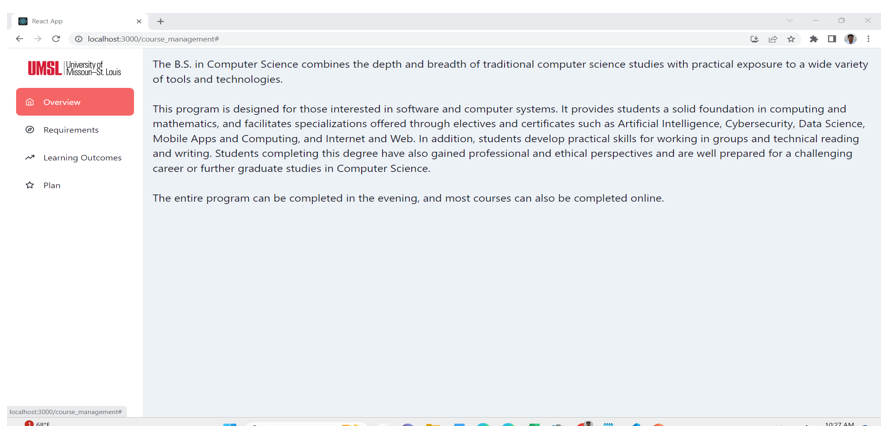 React App
localhost:3000/course_management#
UMSL University of
Missouri–St. Louis
Overview
Requirements
Learning Outcomes
Plan
The B.S. in Computer Science combines the depth and breadth of traditional computer science studies with practical exposure to a wide variety
of tools and technologies.
This program is designed for those interested in software and computer systems. It provides students a solid foundation in computing and
mathematics, and facilitates specializations offered through electives and certificates such as Artificial Intelligence, Cybersecurity, Data Science,
Mobile Apps and Computing, and Internet and Web. In addition, students develop practical skills for working in groups and technical reading
and writing. Students completing this degree have also gained professional and ethical perspectives and are well prepared for a challenging
career or further graduate studies in Computer Science.
The entire program can be completed in the evening, and most courses can also be completed online.
localhost:3000/course_management#
1 68°F
10:27 AM